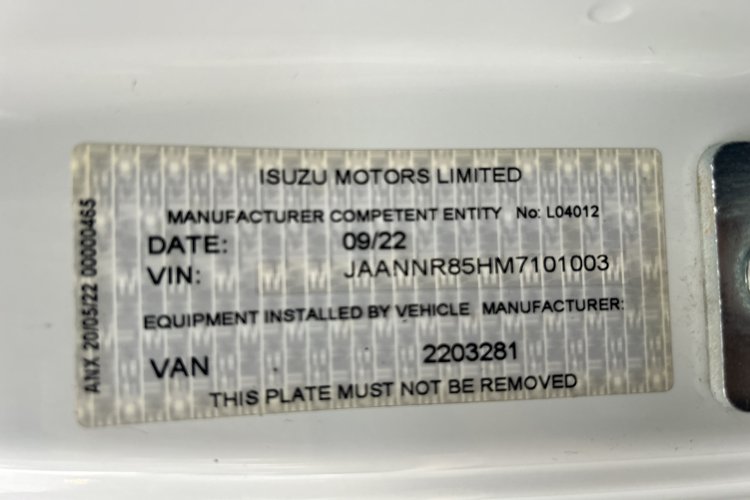 ISUZU MOTORS LIMITED
MANUFACTURER COMPETENT ENTITY No: L04012
DATE: 09/22
VIN: JAANNR85HM7101003
EQUIPMENT INSTALLED BY VEHICLE MANUFACTURER:
VAN 2203281
THIS PLATE MUST NOT BE REMOVED
ANX 20/05/22 00000465